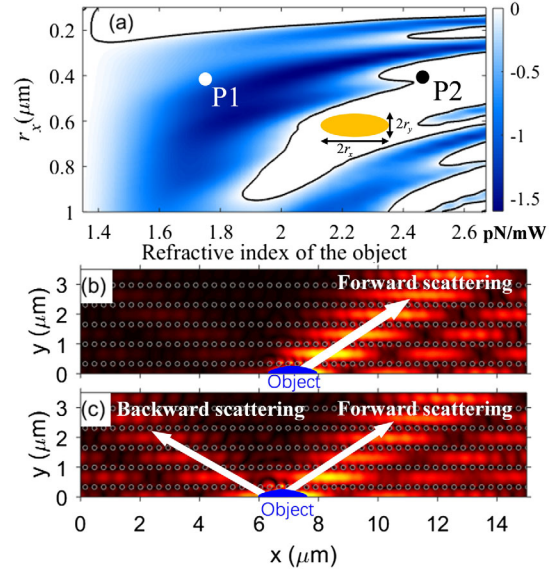 (a)
P1
P2
2rₓ
2r_y
rₓ(μm)
0.2
0.4
0.6
0.8
1
1.4 1.6 1.8 2 2.2 2.4 2.6
Refractive index of the object
0
-0.5
-1
-1.5
pN/mW
(b)
Forward scattering
Object
y (μm)
3
2
1
0
(c)
Backward scattering
Forward scattering
Object
y (μm)
3
2
1
0
0 2 4 6 8 10 12 14
x (μm)